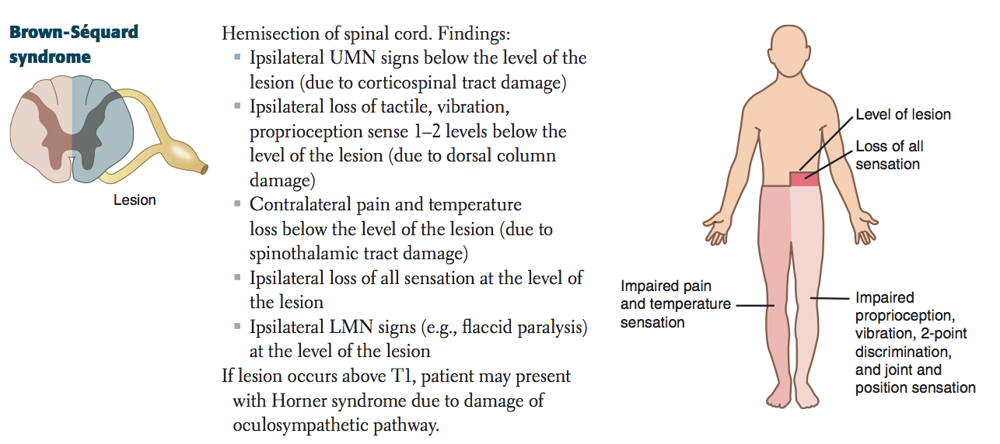 Brown-Séquard
syndrome
Lesion
Hemisection of spinal cord. Findings:
Ipsilateral UMN signs below the level of the
lesion (due to corticospinal tract damage)
Ipsilateral loss of tactile, vibration,
proprioception sense 1–2 levels below the
level of the lesion (due to dorsal column
damage)
Contralateral pain and temperature
loss below the level of the lesion (due to
spinothalamic tract damage)
Ipsilateral loss of all sensation at the level of
the lesion
Ipsilateral LMN signs (e.g., flaccid paralysis)
at the level of the lesion
If lesion occurs above T1, patient may present
with Horner syndrome due to damage of
oculosympathetic pathway.
Level of lesion
Loss of all
sensation
Impaired pain
and temperature
sensation
Impaired
proprioception,
vibration, 2-point
discrimination,
and joint and
position sensation